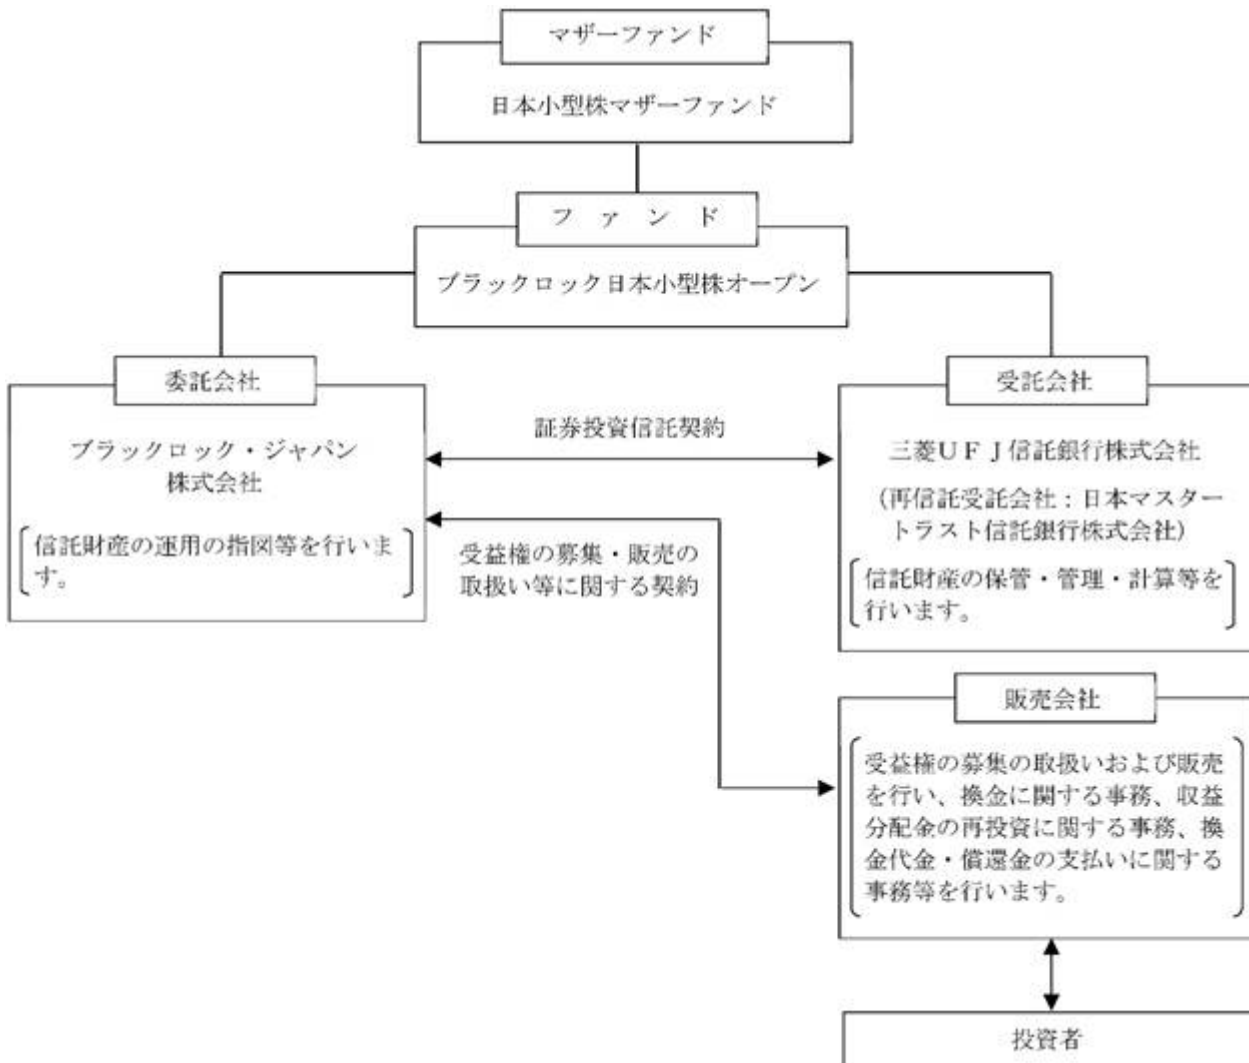 マザーファンド
日本小型株マザーファンド
ファンド
ブラックロック日本小型株オープン
委託会社
ブラックロック・ジャパン
株式会社
信託財産の運用の指図等を行いま
す。
証券投資信託契約
受益権の募集・販売の
取扱い等に関する契約
受託会社
三菱UFJ信託銀行株式会社
(再信託受託会社:日本マスター
トラスト信託銀行株式会社)
信託財産の保管・管理・計算等を
行います。
販売会社
受益権の募集の取扱いおよび販売
を行い、換金に関する事務、収益
分配金の再投資に関する事務、換
金代金・償還金の支払いに関する
事務等を行います。
投資者